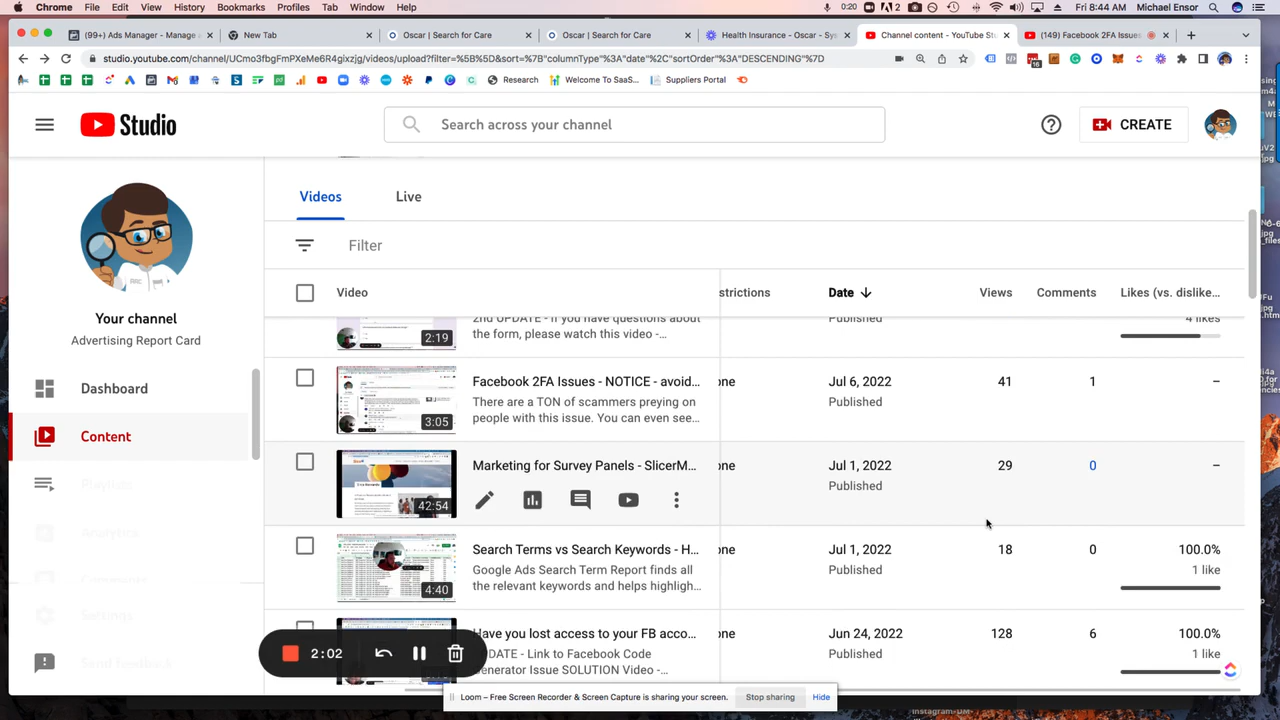 Chrome File Edit View History Bookmarks Profiles Tab Window Help 0:20 2 Fri 8:44 AM Michael Ensor
(99+) Ads Manager - Manage a
New Tab
Oscar | Search for Care
Oscar | Search for Care
Health Insurance - Oscar - Sys
Channel content - YouTube Stu
(149) Facebook 2FA Issues
studio.youtube.com/channel/UCmo3fbgFmPXeMe6R4gixzjg/videos/upload?filter=%5B%5D&sort=%7B"columnType"%3A"date"%2C"sortOrder"%3A"DESCENDING"%7D
16
Research
Welcome To SaaS...
Suppliers Portal
Studio
Search across your channel
CREATE
Videos
Live
Filter
Video
strictions
Date
Views
Comments
Likes (vs. dislike...
Your channel
Advertising Report Card
Dashboard
Content
Playlists
Analytics
Settings
Send feedback
2:19
2nd UPDATE - If you have questions about
the form, please watch this video -...
Published
4 likes
3:05
Facebook 2FA Issues - NOTICE - avoid...
There are a TON of scammers preying on
people with this issue. You can even see...
one
Jul 6, 2022
Published
41
1
–
42:54
Marketing for Survey Panels - SlicerM...
one
Jul 1, 2022
Published
29
0
–
4:40
Search Terms vs Search Keywords - H...
Google Ads Search Term Report finds all
the relevant keywords and helps highligh...
one
Jul 1, 2022
Published
18
0
100.0%
1 like
Have you lost access to your FB acco...
UPDATE - Link to Facebook Code
Generator Issue SOLUTION Video -...
one
Jun 24, 2022
Published
128
6
100.0%
1 like
2:02
Loom – Free Screen Recorder & Screen Capture is sharing your screen.
Stop sharing
Hide